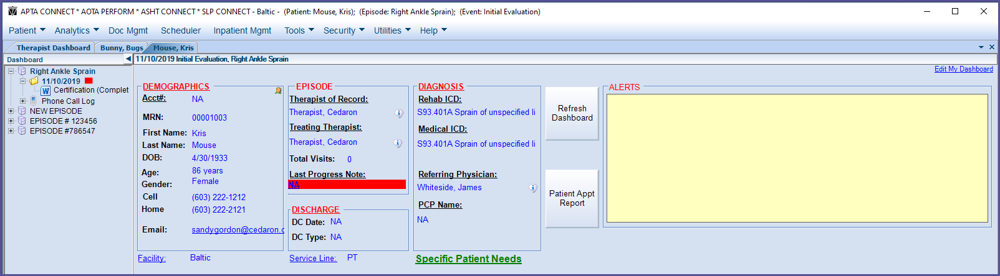 APTA CONNECT * AOTA PERFORM * ASHT CONNECT * SLP CONNECT - Baltic - (Patient: Mouse, Kris); (Episode: Right Ankle Sprain); (Event: Initial Evaluation)
Patient Analytics Doc Mgmt Scheduler Inpatient Mgmt Tools Security Utilities Help
Therapist Dashboard Bunny, Bugs Mouse, Kris
Dashboard
Right Ankle Sprain
11/10/2019
Certification (Complet
Phone Call Log
NEW EPISODE
EPISODE # 123456
EPISODE #786547
11/10/2019 Initial Evaluation, Right Ankle Sprain
Edit My Dashboard
DEMOGRAPHICS
Acct#: NA
MRN: 00001003
First Name: Kris
Last Name: Mouse
DOB: 4/30/1933
Age: 86 years
Gender: Female
Cell (603) 222-1212
Home (603) 222-2121
Email: sandygordon@cedaron.c
Facility: Baltic
EPISODE
Therapist of Record:
Therapist, Cedaron
Treating Therapist:
Therapist, Cedaron
Total Visits: 0
Last Progress Note:
NA
DISCHARGE
DC Date: NA
DC Type: NA
Service Line: PT
DIAGNOSIS
Rehab ICD:
S93.401A Sprain of unspecified li
Medical ICD:
S93.401A Sprain of unspecified li
Referring Physician:
Whiteside, James
PCP Name:
NA
Specific Patient Needs
Refresh
Dashboard
Patient Appt
Report
ALERTS